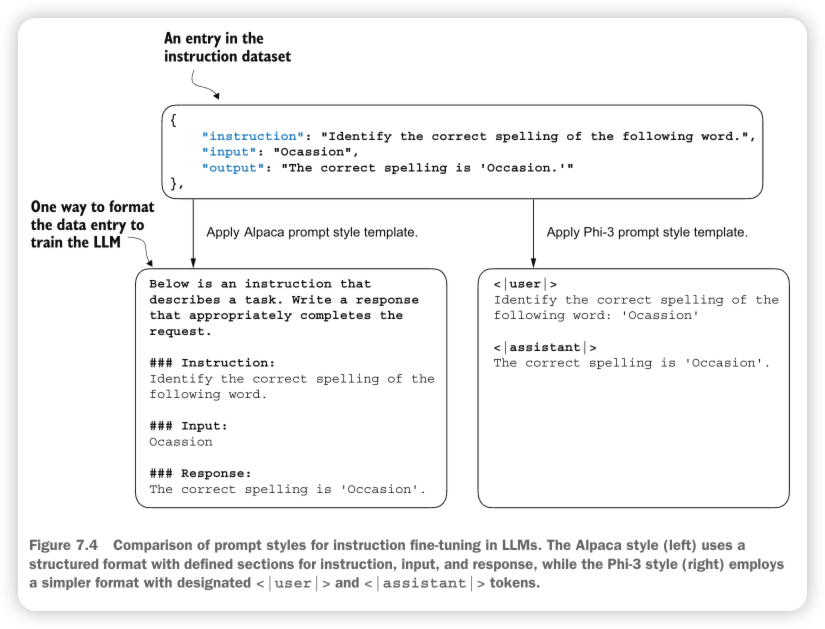 An entry in the
instruction dataset
{
"instruction": "Identify the correct spelling of the following word.",
"input": "Ocassion",
"output": "The correct spelling is 'Occasion.'"
},
One way to format
the data entry to
train the LLM
Apply Alpaca prompt style template.
Apply Phi-3 prompt style template.
Below is an instruction that
describes a task. Write a response
that appropriately completes the
request.
### Instruction:
Identify the correct spelling of the
following word.
### Input:
Ocassion
### Response:
The correct spelling is 'Occasion'.
<|user|>
Identify the correct spelling of the
following word: 'Ocassion'
<|assistant|>
The correct spelling is 'Occasion'.
Figure 7.4 Comparison of prompt styles for instruction fine-tuning in LLMs. The Alpaca style (left) uses a
structured format with defined sections for instruction, input, and response, while the Phi-3 style (right) employs
a simpler format with designated <|user|> and <|assistant|> tokens.